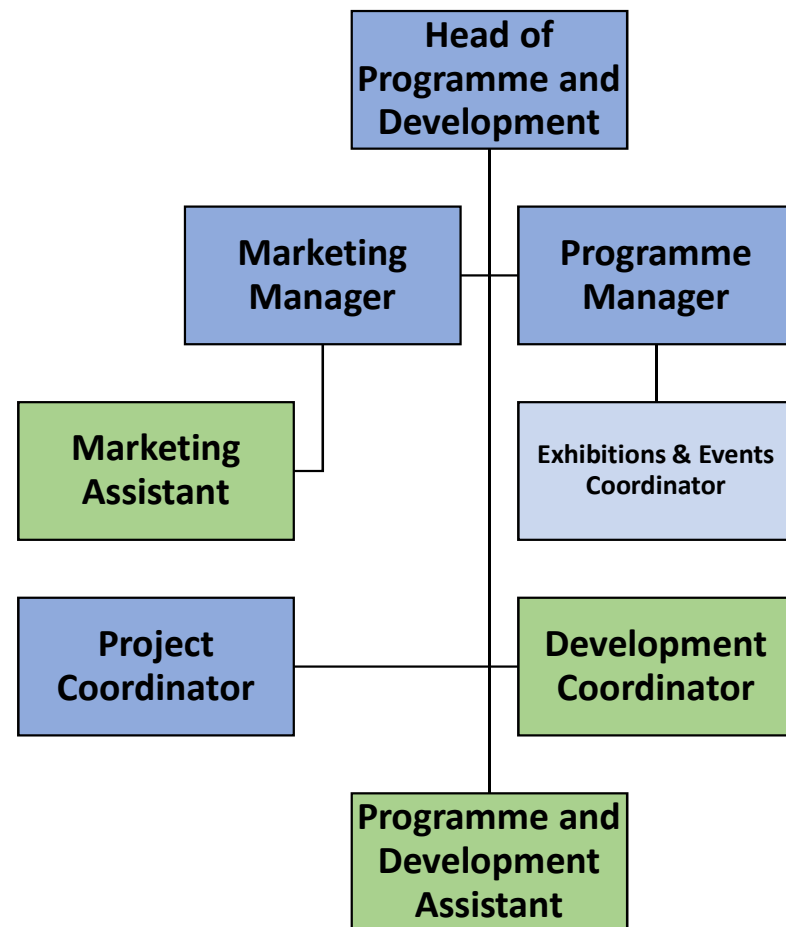 Head of
Programme and
Development
Marketing
Manager
Programme
Manager
Marketing
Assistant
Exhibitions & Events
Coordinator
Project
Coordinator
Development
Coordinator
Programme and
Development
Assistant